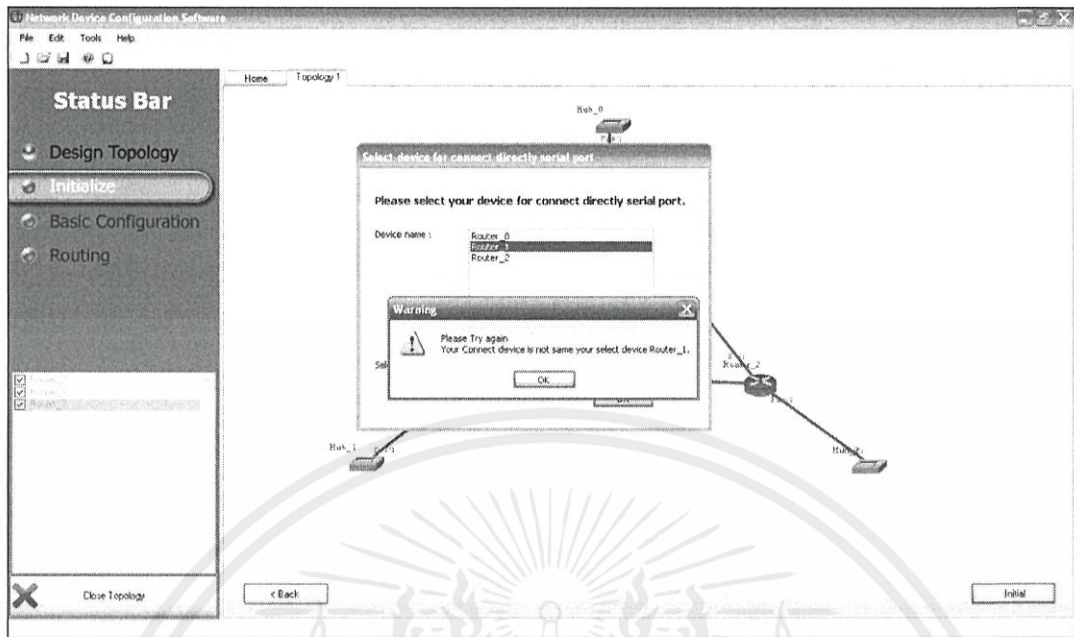 Network Device Configuration Software
File Edit Tools Help
Home Topology 1
Status Bar
Design Topology
Initialize
Basic Configuration
Routing
Hub_0
Select device for connect directly serial port
Please select your device for connect directly serial port.
Device name :
Router_0
Router_1
Router_2
Warning
Please Try again
Your Connect device is not same your select device Router_1.
OK
Sele
Router_2
Hub_1
Hub_2
Router_2
Close Topology
< Back
Initial